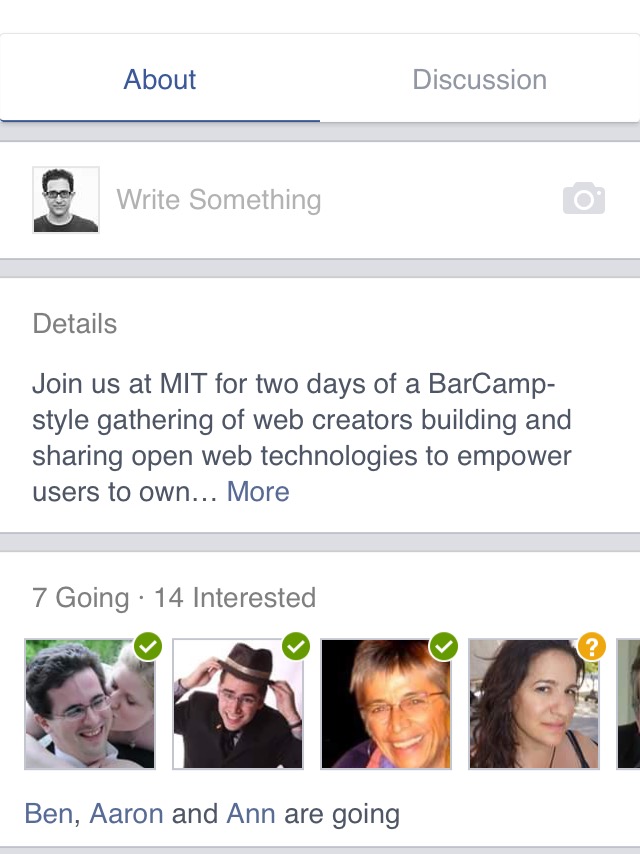 About
Discussion
Write Something
Details
Join us at MIT for two days of a BarCamp-
style gathering of web creators building and
sharing open web technologies to empower
users to own… More
7 Going · 14 Interested
?
Ben, Aaron and Ann are going